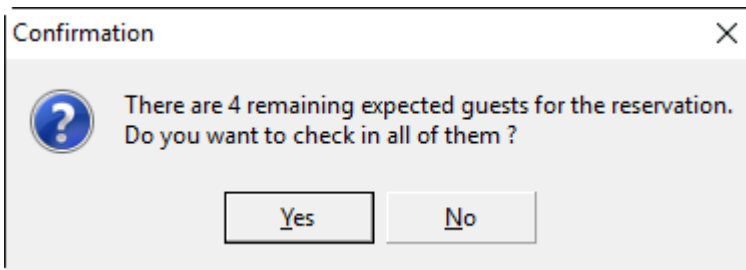 Confirmation
There are 4 remaining expected guests for the reservation.
Do you want to check in all of them ?
Yes
No